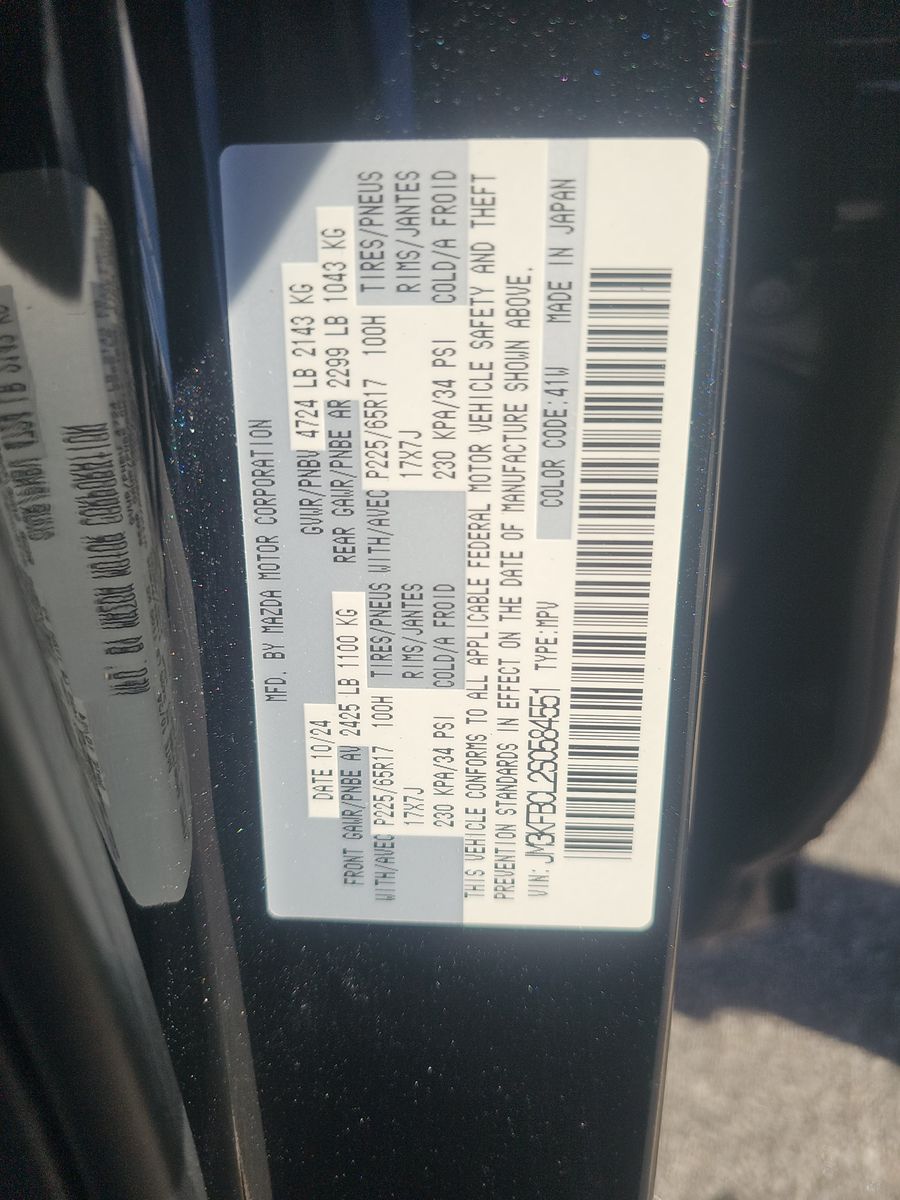 MFD. BY MAZDA MOTOR CORPORATION
DATE 10/24 GVWR/PNBV 4724 LB 2143 KG
FRONT GAWR/PNBE AV 2425 LB 1100 KG REAR GAWR/PNBE AR 2299 LB 1043 KG
WITH/AVEC P225/65R17 100H TIRES/PNEUS WITH/AVEC P225/65R17 100H TIRES/PNEUS
17X7J RIMS/JANTES 17X7J RIMS/JANTES
230 KPA/34 PSI COLD/A FROID 230 KPA/34 PSI COLD/A FROID
THIS VEHICLE CONFORMS TO ALL APPLICABLE FEDERAL MOTOR VEHICLE SAFETY AND THEFT
PREVENTION STANDARDS IN EFFECT ON THE DATE OF MANUFACTURE SHOWN ABOVE.
VIN: JM3KFBCL2S0584551 TYPE:MPV COLOR CODE:41W MADE IN JAPAN